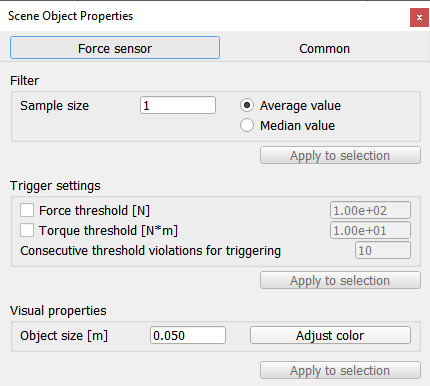 Scene Object Properties
x
Force sensor Common
Filter
Sample size 1 Average value
Median value
Apply to selection
Trigger settings
Force threshold [N] 1.00e+02
Torque threshold [N*m] 1.00e+01
Consecutive threshold violations for triggering 10
Apply to selection
Visual properties
Object size [m] 0.050 Adjust color
Apply to selection